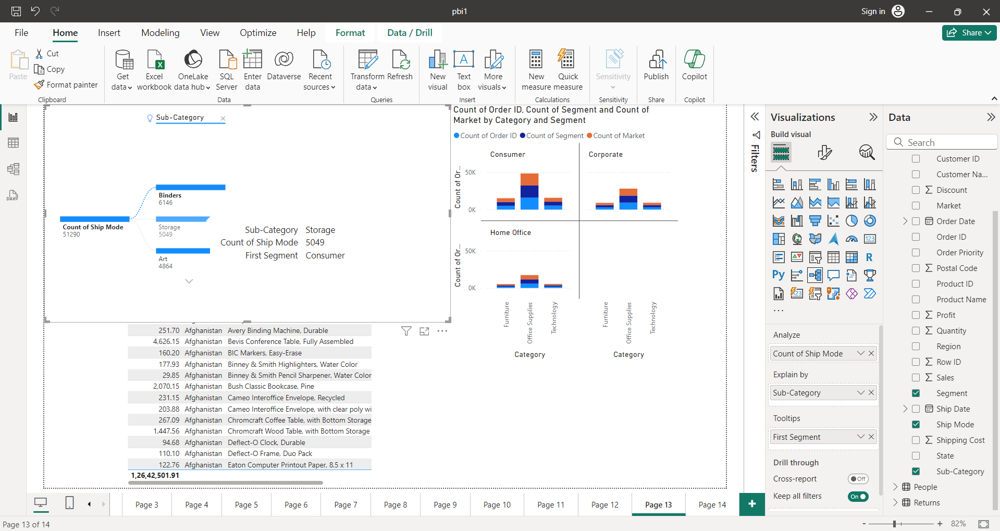 pbi1
Sign in
File Home Insert Modeling View Optimize Help Format Data / Drill
Share
Paste
Cut
Copy
Format painter
Clipboard
Get data
Excel workbook
OneLake data hub
SQL Server
Enter data
Dataverse
Recent sources
Data
Transform data
Refresh
Queries
New visual
Text box
More visuals
Insert
New measure
Quick measure
Calculations
Sensitivity
Sensitivity
Publish
Share
Copilot
Copilot
Sub-Category
Count of Ship Mode
51290
Binders
6146
Storage
5049
Art
4864
Sub-Category Storage
Count of Ship Mode 5049
First Segment Consumer
251.70 Afghanistan Avery Binding Machine, Durable
4,626.15 Afghanistan Bevis Conference Table, Fully Assembled
160.20 Afghanistan BIC Markers, Easy-Erase
177.93 Afghanistan Binney & Smith Highlighters, Water Color
29.85 Afghanistan Binney & Smith Pencil Sharpener, Water Color
2,070.15 Afghanistan Bush Classic Bookcase, Pine
231.15 Afghanistan Cameo Interoffice Envelope, Recycled
203.88 Afghanistan Cameo Interoffice Envelope, with clear poly wi
267.09 Afghanistan Chromcraft Coffee Table, with Bottom Storage
1,447.56 Afghanistan Chromcraft Wood Table, with Bottom Storage
94.68 Afghanistan Deflect-O Clock, Durable
110.10 Afghanistan Deflect-O Frame, Duo Pack
122.76 Afghanistan Eaton Computer Printout Paper, 8.5 x 11
1,26,42,501.91
Count of Order ID, Count of Segment and Count of
Market by Category and Segment
Count of Order ID Count of Segment Count of Market
Consumer
Corporate
Count of Or...
50K
0K
Home Office
Count of Or...
50K
0K
Furniture
Office Supplies
Technology
Furniture
Office Supplies
Technology
Category
Category
Filters
Visualizations
Build visual
123
R
Py
123
...
Analyze
Count of Ship Mode
Explain by
Sub-Category
Tooltips
First Segment
Drill through
Cross-report Off
Keep all filters On
Data
Search
Customer ID
Customer Na...
Discount
Market
Order Date
Order ID
Order Priority
Postal Code
Product ID
Product Name
Profit
Quantity
Region
Row ID
Sales
Segment
Ship Date
Ship Mode
Shipping Cost
State
Sub-Category
People
Returns
Page 3 Page 4 Page 5 Page 6 Page 7 Page 8 Page 9 Page 10 Page 11 Page 12 Page 13 Page 14
Page 13 of 14
- + 82%
DAX